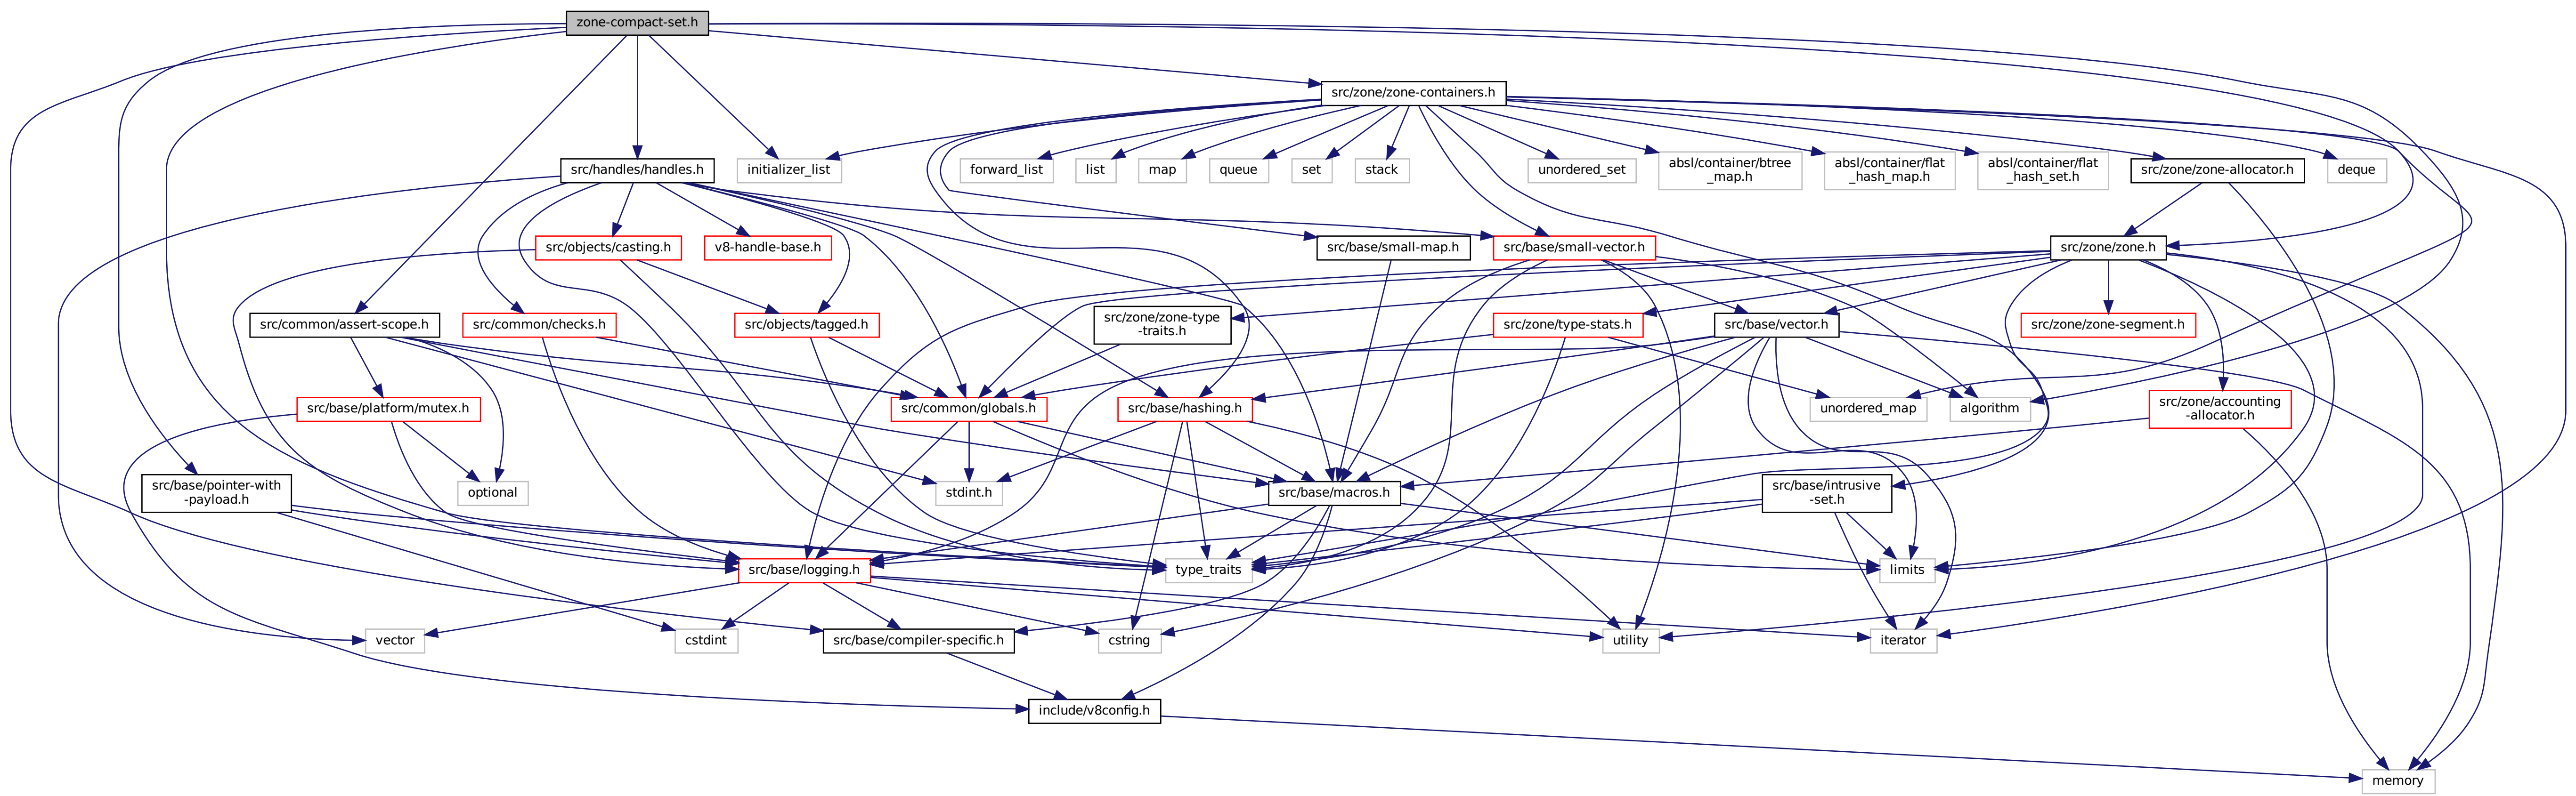 zone-compact-set.h
src/zone/zone-containers.h
src/handles/handles.h
initializer_list
forward_list
list
map
queue
set
stack
unordered_set
absl/container/btree
_map.h
absl/container/flat
_hash_map.h
absl/container/flat
_hash_set.h
src/zone/zone-allocator.h
deque
src/objects/casting.h
v8-handle-base.h
src/base/small-map.h
src/base/small-vector.h
src/zone/zone.h
src/common/assert-scope.h
src/common/checks.h
src/objects/tagged.h
src/zone/zone-type
-traits.h
src/zone/type-stats.h
src/base/vector.h
src/zone/zone-segment.h
src/base/platform/mutex.h
src/common/globals.h
src/base/hashing.h
unordered_map
algorithm
src/zone/accounting
-allocator.h
src/base/pointer-with
-payload.h
optional
stdint.h
src/base/macros.h
src/base/intrusive
-set.h
src/base/logging.h
type_traits
limits
vector
cstdint
src/base/compiler-specific.h
cstring
utility
iterator
include/v8config.h
memory